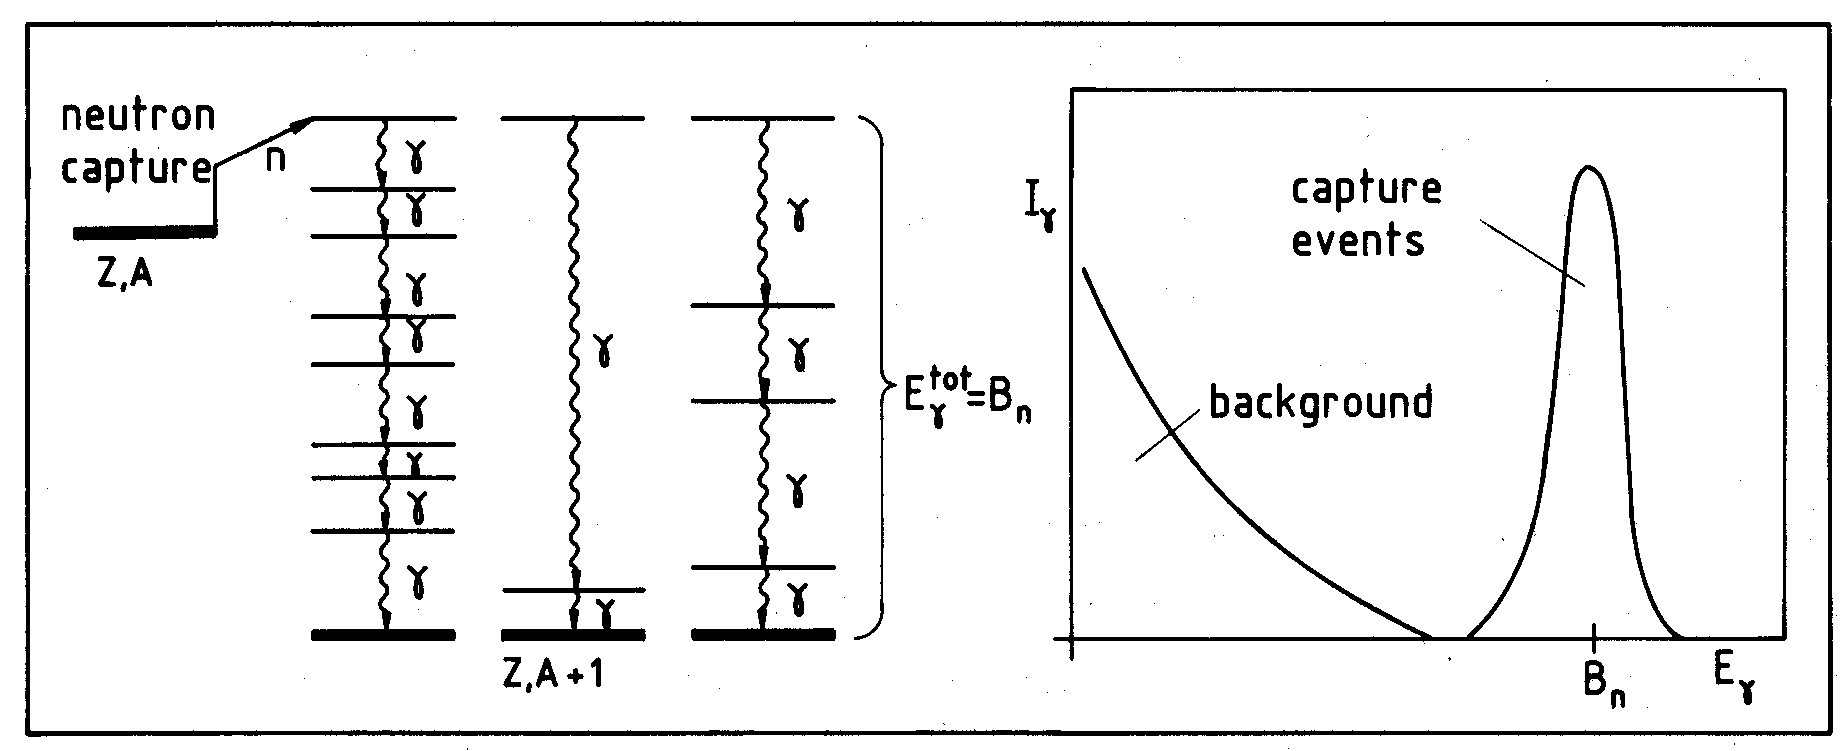 neutron
capture
n
Z,A
γ
γ
γ
γ
γ
γ
γ
γ
γ
γ
Z,A+1
γ
γ
γ
γ
E_γ^tot=B_n
I_γ
capture
events
background
B_n
E_γ